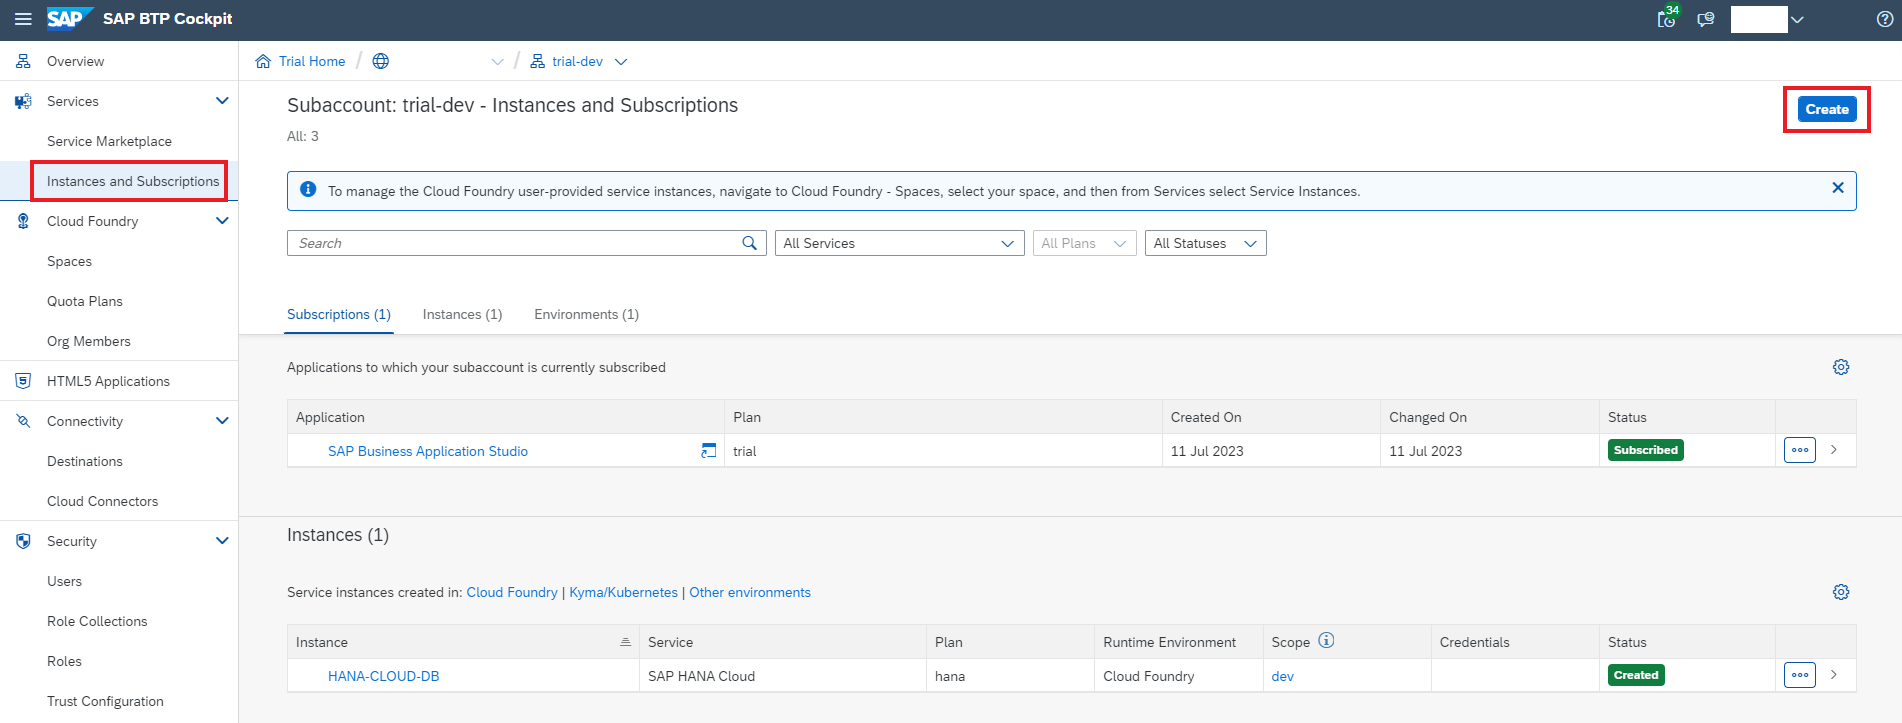 SAP SAP BTP Cockpit 34
Overview
Services
Service Marketplace
Instances and Subscriptions
Cloud Foundry
Spaces
Quota Plans
Org Members
HTML5 Applications
Connectivity
Destinations
Cloud Connectors
Security
Users
Role Collections
Roles
Trust Configuration
Trial Home / / trial-dev
Subaccount: trial-dev - Instances and Subscriptions
Create
All: 3
To manage the Cloud Foundry user-provided service instances, navigate to Cloud Foundry - Spaces, select your space, and then from Services select Service Instances.
Search All Services All Plans All Statuses
Subscriptions (1) Instances (1) Environments (1)
Applications to which your subaccount is currently subscribed
Application Plan Created On Changed On Status
SAP Business Application Studio trial 11 Jul 2023 11 Jul 2023 Subscribed
Instances (1)
Service instances created in: Cloud Foundry | Kyma/Kubernetes | Other environments
Instance Service Plan Runtime Environment Scope Credentials Status
HANA-CLOUD-DB SAP HANA Cloud hana Cloud Foundry dev Created